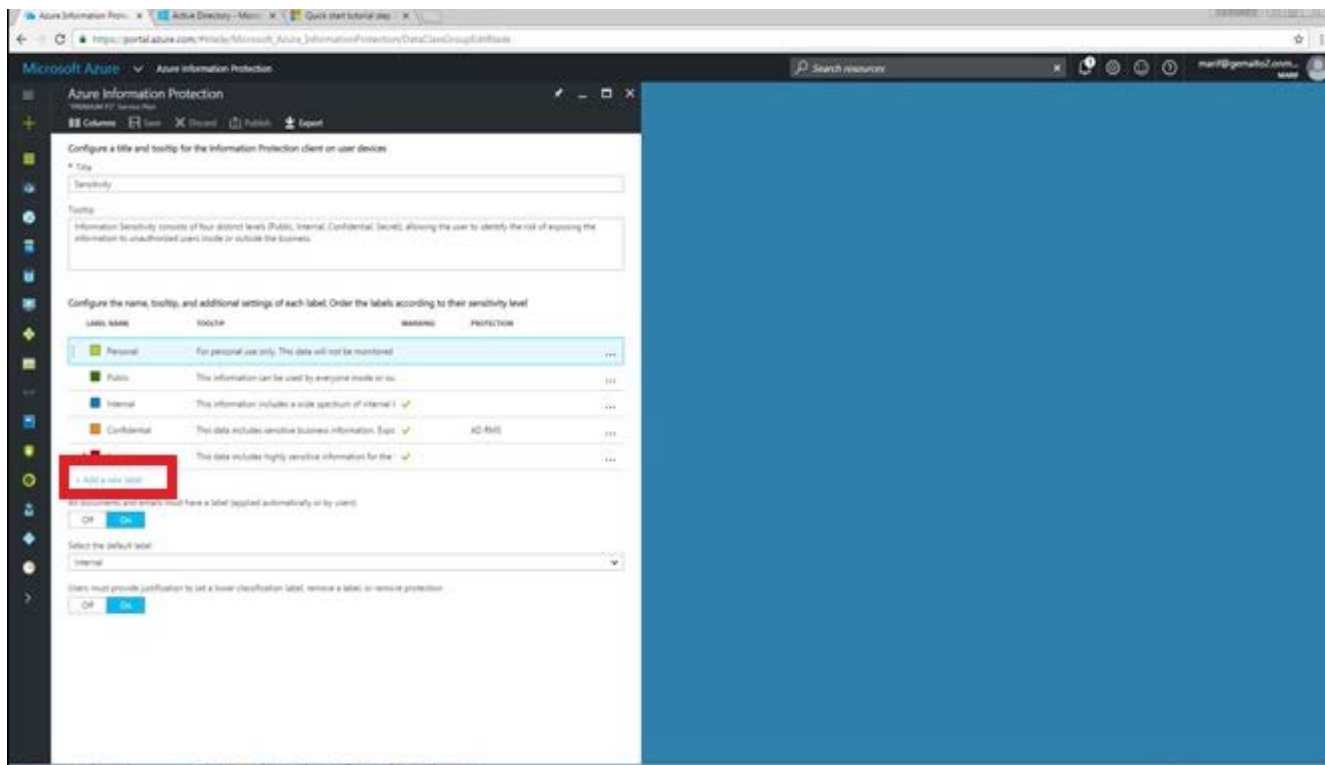 Azure Information Prote
Active Directory - Micro
Quick start tutorial step
https://portal.azure.com/#blade/Microsoft_Azure_InformationProtection/DataClassGroupEditBlade
Microsoft Azure
Azure Information Protection
Search resources
1
marif@gemalto2.onm...
MARIF
Azure Information Protection
Columns Save Discard Publish Export
Configure a title and tooltip for the Information Protection client on user devices
* Title
Sensitivity
Tooltip
Information Sensitivity consists of four distinct levels (Public, Internal, Confidential, Secret), allowing the user to identify the risk of exposing the
information to unauthorized users inside or outside the business.
Configure the name, tooltip, and additional settings of each label; Order the labels according to their sensitivity level
LABEL NAME TOOLTIP MARKING PROTECTION
Personal For personal use only. This data will not be monitored ...
Public This information can be used by everyone inside or ou ...
Internal This information includes a wide spectrum of internal ...
Confidential This data includes sensitive business information. Expo AD RMS ...
This data includes highly sensitive information for the ...
+ Add a new label
All documents and emails must have a label (applied automatically or by users)
Off On
Select the default label
Internal
Users must provide justification to set a lower classification label, remove a label, or remove protection
Off On